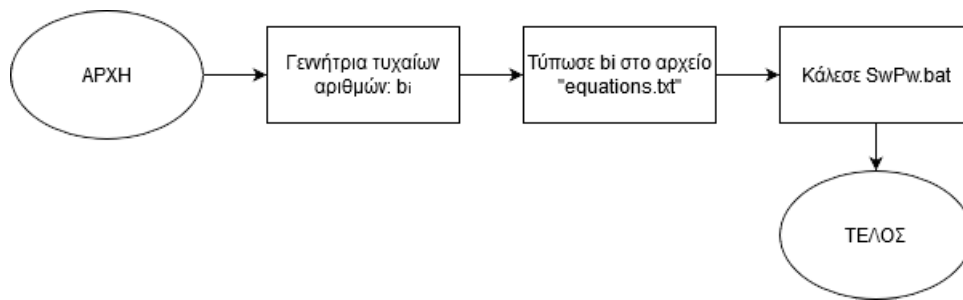 ΑΡΧΗ
Γεννήτρια τυχαίων
αριθμών: bi
Τύπωσε bi στο αρχείο
"equations.txt"
Κάλεσε SwPw.bat
ΤΕΛΟΣ